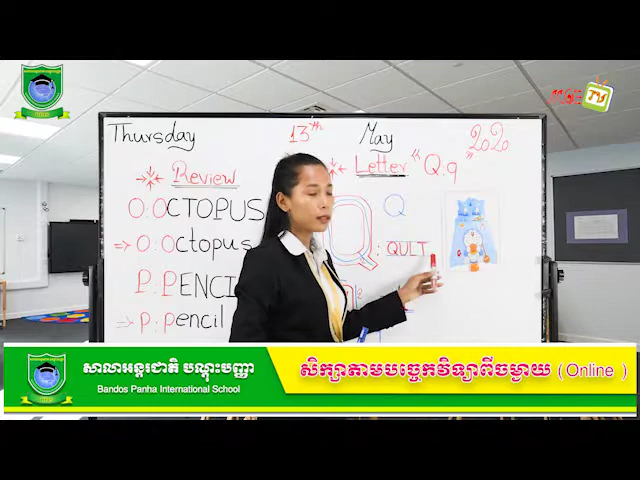 Thursday 13th May 2020
Review
Letter "Q:q"
O:OCTOPUS
O:Octopus
P:PENCIL
p:pencil
Q
Q : QULT
សាលាអន្តរជាតិ បណ្តុះបញ្ញា
Bandos Panha International School
សិក្សាតាមបច្ចេកវិទ្យាពីចម្ងាយ (Online )